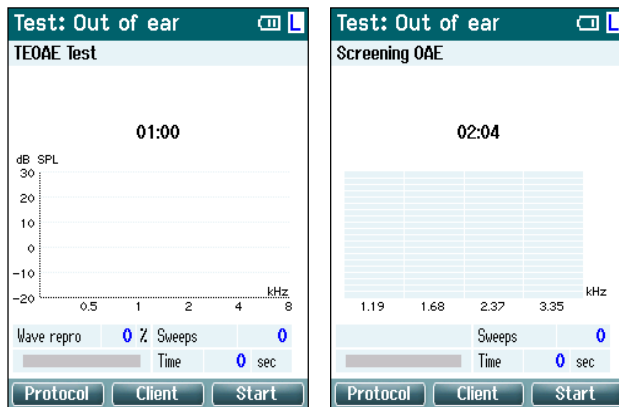 Test: Out of ear L
TEOAE Test
01:00
dB SPL
30
20
10
0
-10
-20
kHz
0.5 1 2 4 8
Wave repro 0 % Sweeps 0
Time 0 sec
Protocol Client Start
Test: Out of ear L
Screening OAE
02:04
kHz
1.19 1.68 2.37 3.35
Sweeps 0
Time 0 sec
Protocol Client Start